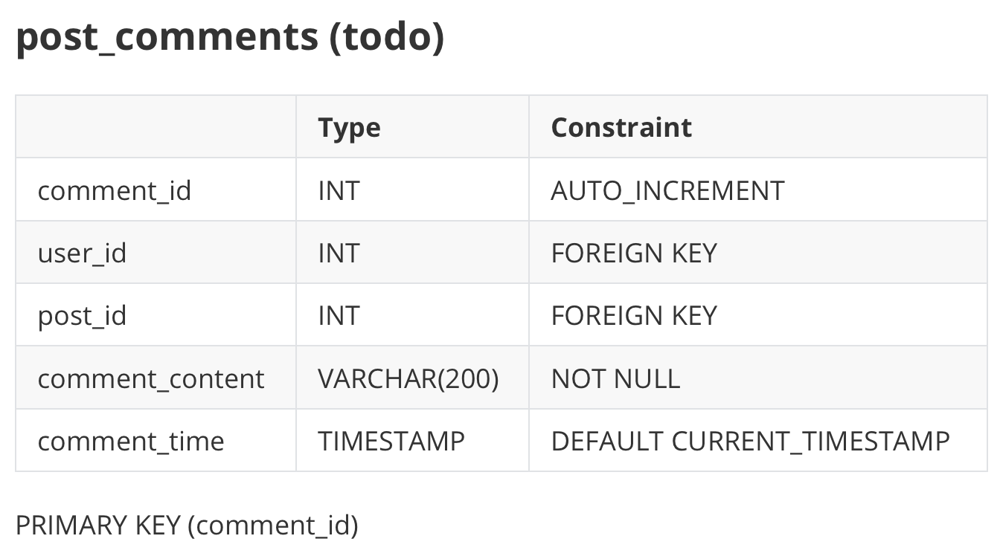 post_comments (todo)
Type Constraint
comment_id INT AUTO_INCREMENT
user_id INT FOREIGN KEY
post_id INT FOREIGN KEY
comment_content VARCHAR(200) NOT NULL
comment_time TIMESTAMP DEFAULT CURRENT_TIMESTAMP
PRIMARY KEY (comment_id)